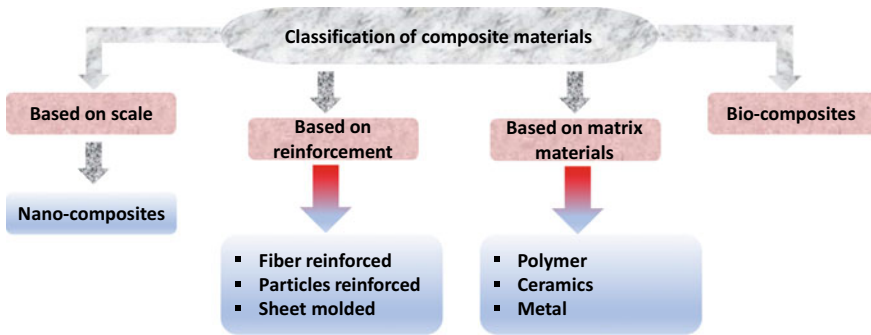 Classification of composite materials
Based on scale
Based on
reinforcement
Based on matrix
materials
Bio-composites
Nano-composites
▪ Fiber reinforced
▪ Particles reinforced
▪ Sheet molded
▪ Polymer
▪ Ceramics
▪ Metal